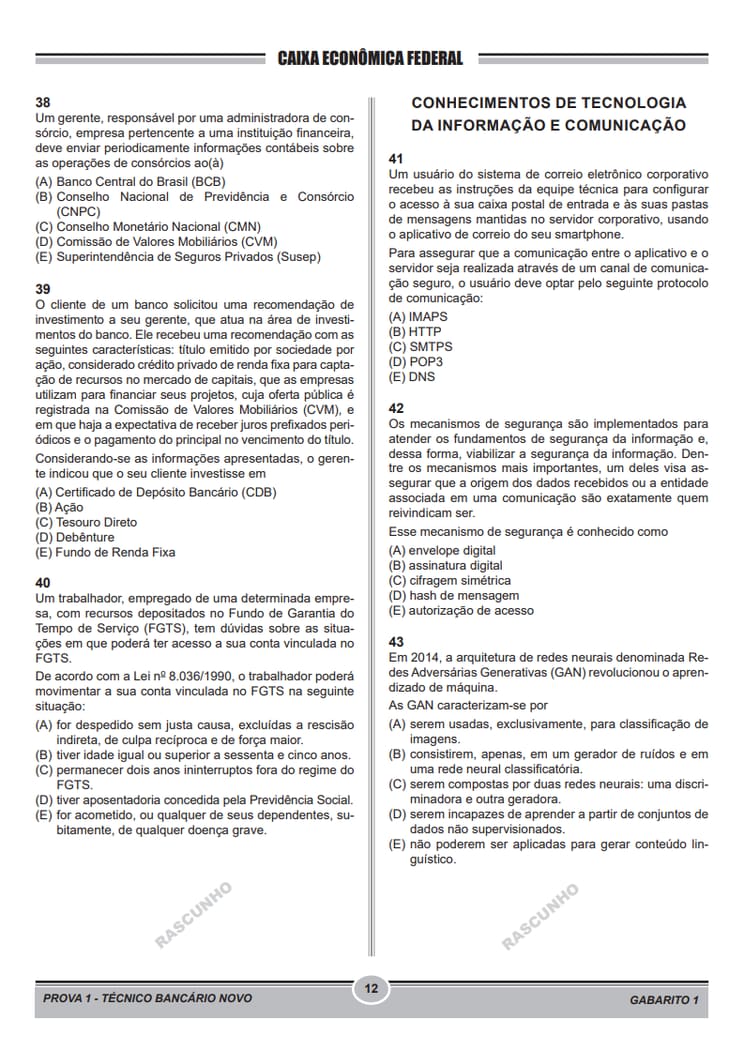 CAIXA ECONÔMICA FEDERAL
38
Um gerente, responsável por uma administradora de con-
sórcio, empresa pertencente a uma instituição financeira,
deve enviar periodicamente informações contábeis sobre
as operações de consórcios ao(à)
(A) Banco Central do Brasil (BCB)
(B) Conselho Nacional de Previdência e Consórcio
(CNPC)
(C) Conselho Monetário Nacional (CMN)
(D) Comissão de Valores Mobiliários (CVM)
(E) Superintendência de Seguros Privados (Susep)
39
O cliente de um banco solicitou uma recomendação de
investimento a seu gerente, que atua na área de investi-
mentos do banco. Ele recebeu uma recomendação com as
seguintes características: título emitido por sociedade por
ação, considerado crédito privado de renda fixa para capta-
ção de recursos no mercado de capitais, que as empresas
utilizam para financiar seus projetos, cuja oferta pública é
registrada na Comissão de Valores Mobiliários (CVM), e
em que haja a expectativa de receber juros prefixados peri-
ódicos e o pagamento do principal no vencimento do título.
Considerando-se as informações apresentadas, o geren-
te indicou que o seu cliente investisse em
(A) Certificado de Depósito Bancário (CDB)
(B) Ação
(C) Tesouro Direto
(D) Debênture
(E) Fundo de Renda Fixa
40
Um trabalhador, empregado de uma determinada empre-
sa, com recursos depositados no Fundo de Garantia do
Tempo de Serviço (FGTS), tem dúvidas sobre as situa-
ções em que poderá ter acesso a sua conta vinculada no
FGTS.
De acordo com a Lei nº 8.036/1990, o trabalhador poderá
movimentar a sua conta vinculada no FGTS na seguinte
situação:
(A) for despedido sem justa causa, excluídas a rescisão
indireta, de culpa recíproca e de força maior.
(B) tiver idade igual ou superior a sessenta e cinco anos.
(C) permanecer dois anos ininterruptos fora do regime do
FGTS.
(D) tiver aposentadoria concedida pela Previdência Social.
(E) for acometido, ou qualquer de seus dependentes, su-
bitamente, de qualquer doença grave.
RASCUNHO
CONHECIMENTOS DE TECNOLOGIA
DA INFORMAÇÃO E COMUNICAÇÃO
41
Um usuário do sistema de correio eletrônico corporativo
recebeu as instruções da equipe técnica para configurar
o acesso à sua caixa postal de entrada e às suas pastas
de mensagens mantidas no servidor corporativo, usando
o aplicativo de correio do seu smartphone.
Para assegurar que a comunicação entre o aplicativo e o
servidor seja realizada através de um canal de comunica-
ção seguro, o usuário deve optar pelo seguinte protocolo
de comunicação:
(A) IMAPS
(B) HTTP
(C) SMTPS
(D) POP3
(E) DNS
42
Os mecanismos de segurança são implementados para
atender os fundamentos de segurança da informação e,
dessa forma, viabilizar a segurança da informação. Den-
tre os mecanismos mais importantes, um deles visa as-
segurar que a origem dos dados recebidos ou a entidade
associada em uma comunicação são exatamente quem
reivindicam ser.
Esse mecanismo de segurança é conhecido como
(A) envelope digital
(B) assinatura digital
(C) cifragem simétrica
(D) hash de mensagem
(E) autorização de acesso
43
Em 2014, a arquitetura de redes neurais denominada Re-
des Adversárias Generativas (GAN) revolucionou o apren-
dizado de máquina.
As GAN caracterizam-se por
(A) serem usadas, exclusivamente, para classificação de
imagens.
(B) consistirem, apenas, em um gerador de ruídos e em
uma rede neural classificatória.
(C) serem compostas por duas redes neurais: uma discri-
minadora e outra geradora.
(D) serem incapazes de aprender a partir de conjuntos de
dados não supervisionados.
(E) não poderem ser aplicadas para gerar conteúdo lin-
guístico.
RASCUNHO
PROVA 1 - TÉCNICO BANCÁRIO NOVO
12
GABARITO 1